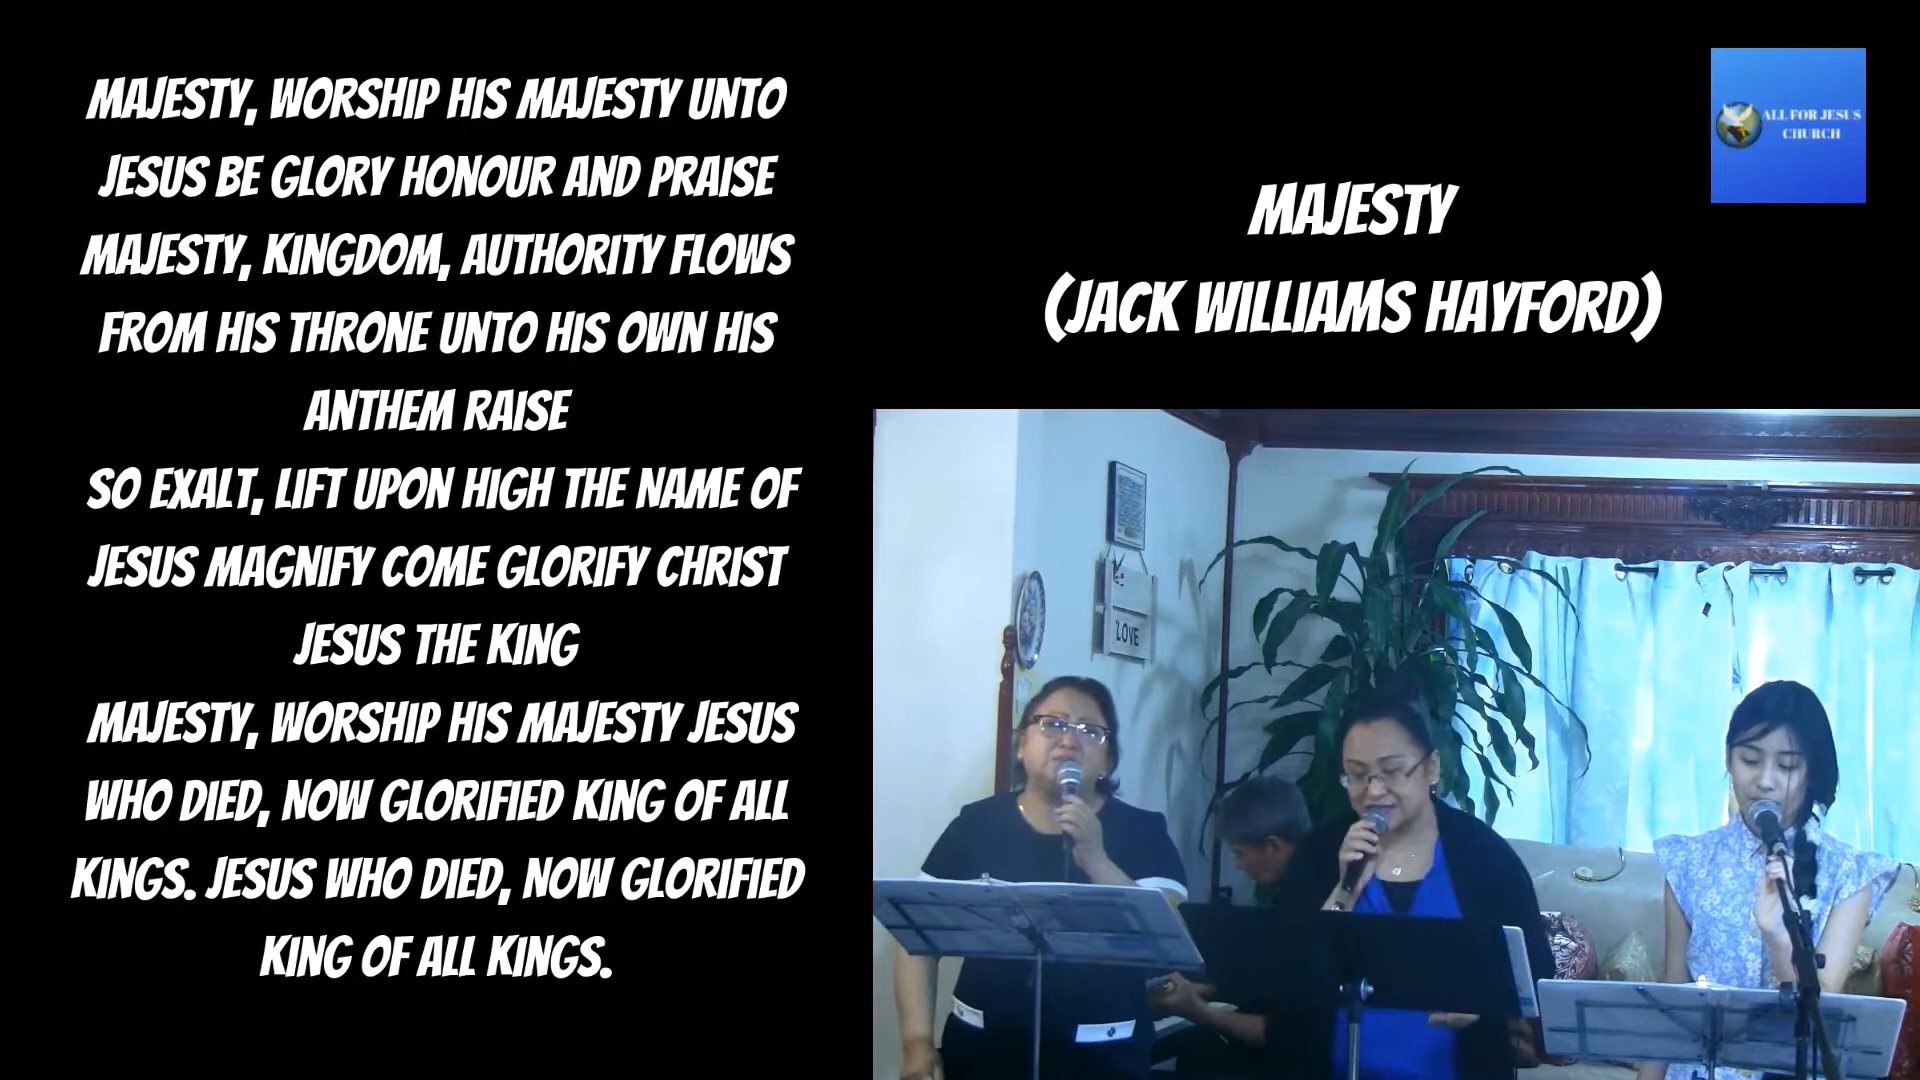 MAJESTY, WORSHIP HIS MAJESTY UNTO
JESUS BE GLORY HONOUR AND PRAISE
MAJESTY, KINGDOM, AUTHORITY FLOWS
FROM HIS THRONE UNTO HIS OWN HIS
ANTHEM RAISE
SO EXALT, LIFT UPON HIGH THE NAME OF
JESUS MAGNIFY COME GLORIFY CHRIST
JESUS THE KING
MAJESTY, WORSHIP HIS MAJESTY JESUS
WHO DIED, NOW GLORIFIED KING OF ALL
KINGS. JESUS WHO DIED, NOW GLORIFIED
KING OF ALL KINGS.
ALL FOR JESUS
CHURCH
MAJESTY
(JACK WILLIAMS HAYFORD)
LOVE